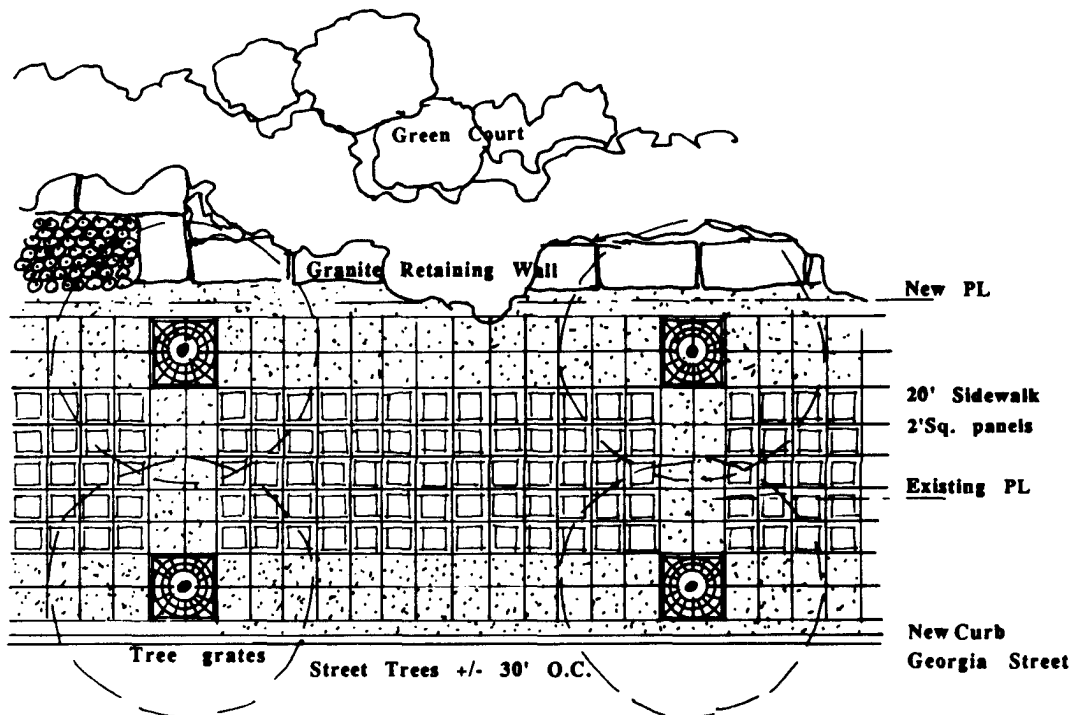 Green Court
Granite Retaining Wall
New PL
20' Sidewalk
2'Sq. panels
Existing PL
New Curb
Georgia Street
Tree grates
Street Trees +/- 30' O.C.